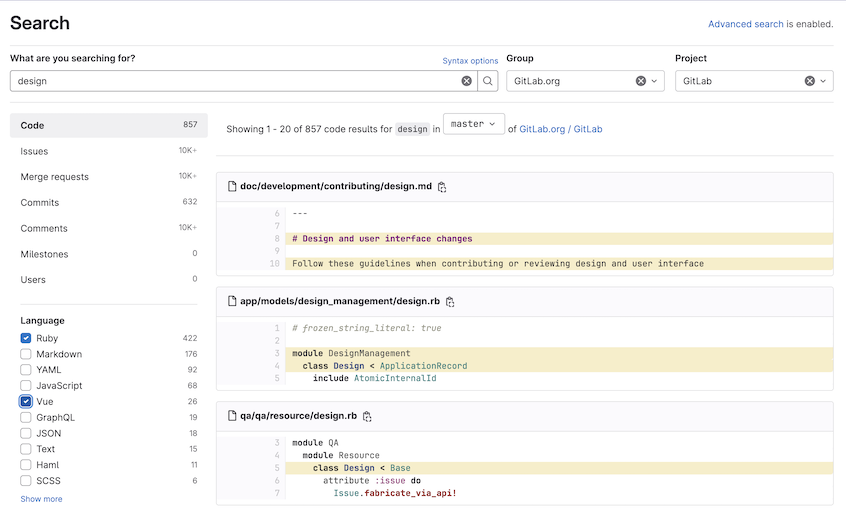 Search
Advanced search is enabled.
What are you searching for?
Syntax options
Group
Project
design
GitLab.org
GitLab
Code 857
Issues 10K+
Merge requests 10K+
Commits 632
Comments 10K+
Milestones 0
Users 0
Language
Ruby 422
Markdown 176
YAML 92
JavaScript 68
Vue 26
GraphQL 19
JSON 18
Text 15
Haml 11
SCSS 6
Show more
Showing 1 - 20 of 857 code results for design in master of GitLab.org / GitLab
doc/development/contributing/design.md
6 ---
7
8 # Design and user interface changes
9
10 Follow these guidelines when contributing or reviewing design and user interface
app/models/design_management/design.rb
1 # frozen_string_literal: true
2
3 module DesignManagement
4 class Design < ApplicationRecord
5 include AtomicInternalId
qa/qa/resource/design.rb
3 module QA
4 module Resource
5 class Design < Base
6 attribute :issue do
7 Issue.fabricate_via_api!